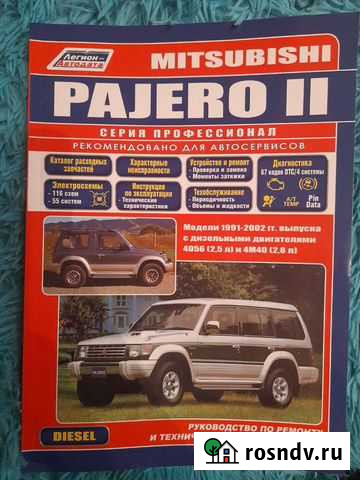 Легион-Автодата
MITSUBISHI
PAJERO II
СЕРИЯ ПРОФЕССИОНАЛ
РЕКОМЕНДОВАНО ДЛЯ АВТОСЕРВИСОВ
Каталог расходных запчастей
Характерные неисправности
Устройство и ремонт
- Проверка и замена
- Моменты затяжки
Диагностика
87 кодов DTC/4 системы
A/T TEMP
Pin Data
Электросхемы
- 116 схем
- 55 систем
Инструкция по эксплуатации
- Технические характеристики
Техобслуживание
- Периодичность
- Объемы и жидкости
Модели 1991-2002 гг. выпуска
с дизельными двигателями
4D56 (2,5 л) и 4M40 (2,8 л)
DIESEL
РУКОВОДСТВО ПО РЕМОНТУ
И ТЕХНИЧЕ
rosndv.ru